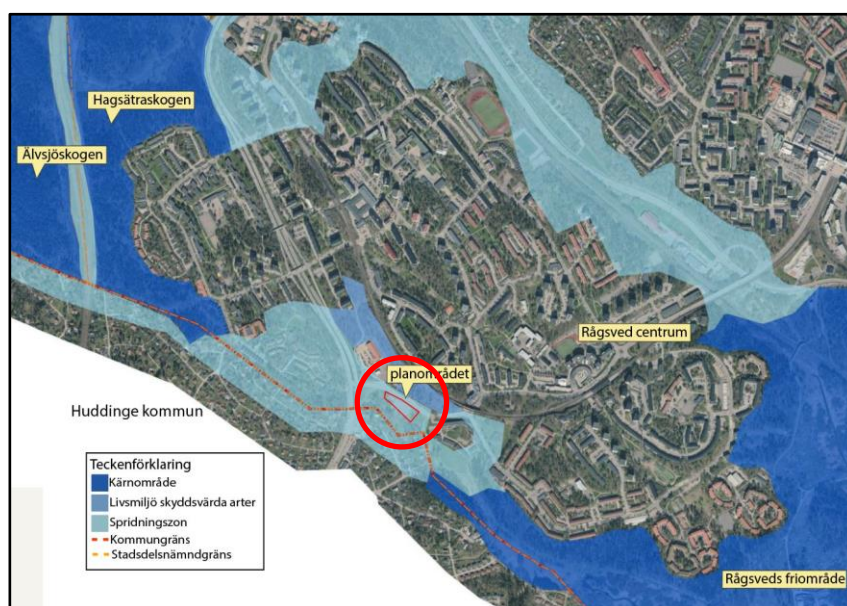 Hagsätraskogen
Älvsjöskogen
Rågsved centrum
planområdet
Huddinge kommun
Teckenförklaring
Kärnområde
Livsmiljö skyddsvärda arter
Spridningszon
Kommungräns
Stadsdelsnämndgräns
Rågsveds friområde